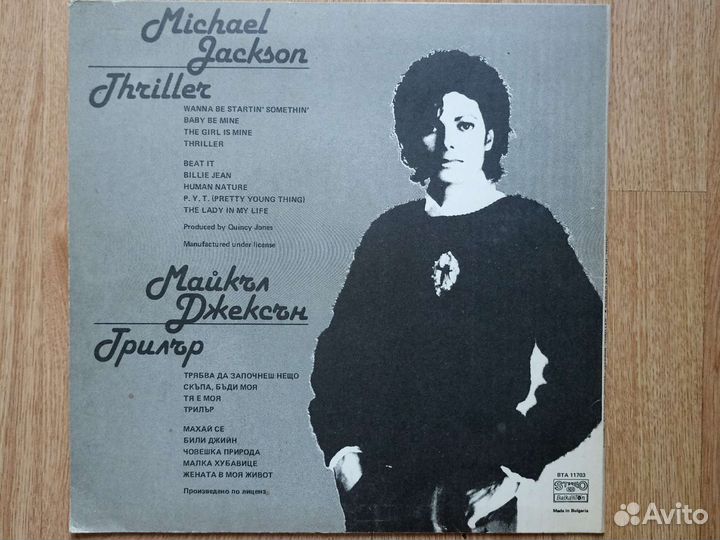 Michael
Jackson
Thriller
WANNA BE STARTIN' SOMETHIN'
BABY BE MINE
THE GIRL IS MINE
THRILLER
BEAT IT
BILLIE JEAN
HUMAN NATURE
P. Y. T. (PRETTY YOUNG THING)
THE LADY IN MY LIFE
Produced by Quincy Jones
Manufactured under license
Майкъл
Джексън
Трилър
ТРЯБВА ДА ЗАПОЧНЕШ НЕЩО
СКЪПА, БЪДИ МОЯ
ТЯ Е МОЯ
ТРИЛЪР
МАХАЙ СЕ
БИЛИ ДЖИЙН
ЧОВЕШКА ПРИРОДА
МАЛКА ХУБАВИЦЕ
ЖЕНАТА В МОЯ ЖИВОТ
Произведено по лиценз
ВТА 11703
STEREO
Balkanton
Made in Bulgaria
Avito